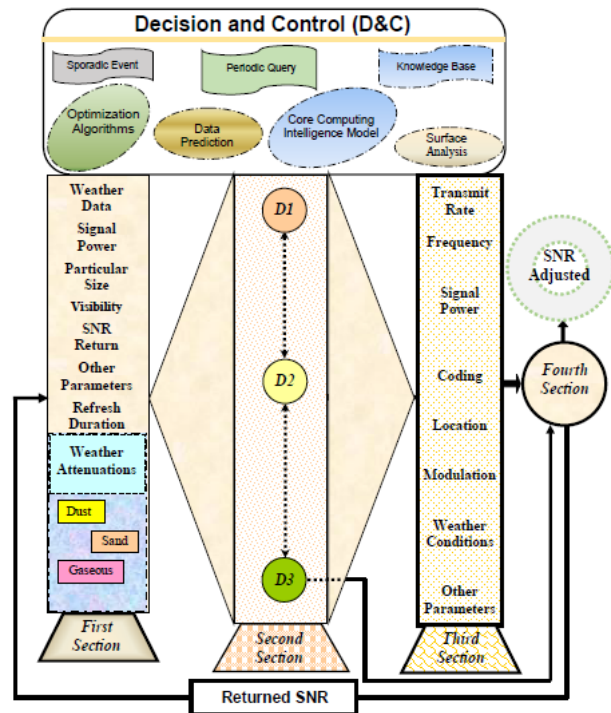 Decision and Control (D&C)
Sporadic Event
Periodic Query
Knowledge Base
Optimization
Algorithms
Data
Prediction
Core Computing
Intelligence Model
Surface
Analysis
Weather
Data
Signal
Power
Particular
Size
Visibility
SNR
Return
Other
Parameters
Refresh
Duration
Weather
Attenuations
Dust
Sand
Gaseous
First
Section
D1
D2
D3
Second
Section
Transmit
Rate
Frequency
Signal
Power
Coding
Location
Modulation
Weather
Conditions
Other
Parameters
Third
Section
SNR
Adjusted
Fourth
Section
Returned SNR